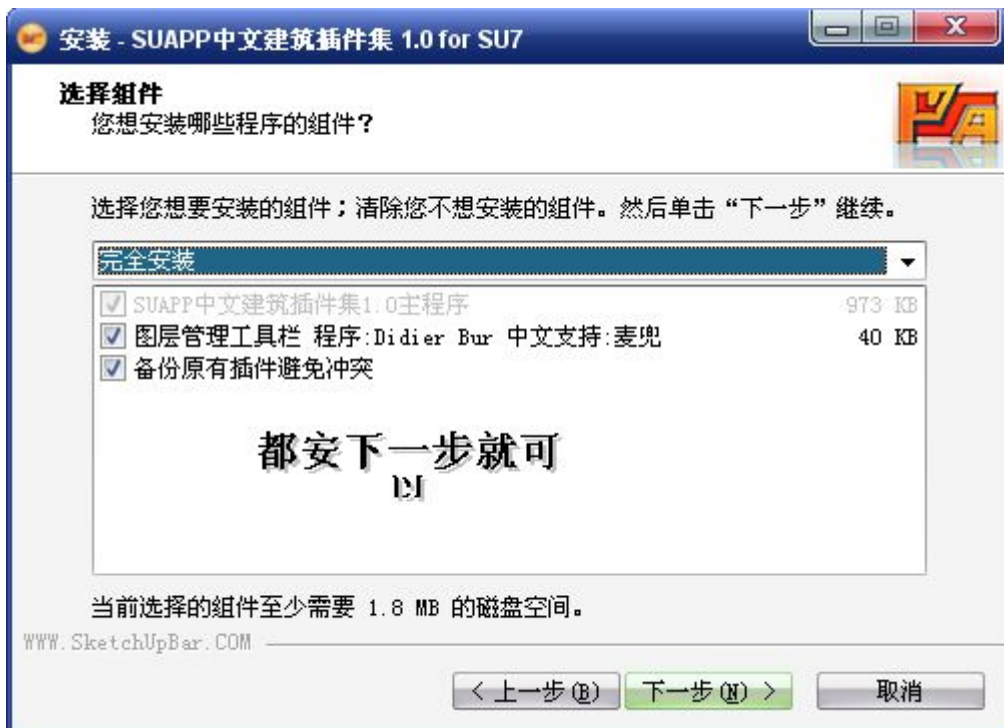 安装 - SUAPP中文建筑插件集 1.0 for SU7
选择组件
您想安装哪些程序的组件?
选择您想要安装的组件;清除您不想安装的组件。然后单击“下一步”继续。
完全安装
SUAPP中文建筑插件集1.0主程序 973 KB
图层管理工具栏 程序:Didier Bur 中文支持:麦兜 40 KB
备份原有插件避免冲突
都安下一步就可
以
当前选择的组件至少需要 1.8 MB 的磁盘空间。
WWW.SketchUpBar.COM
< 上一步(B) 下一步(N) > 取消